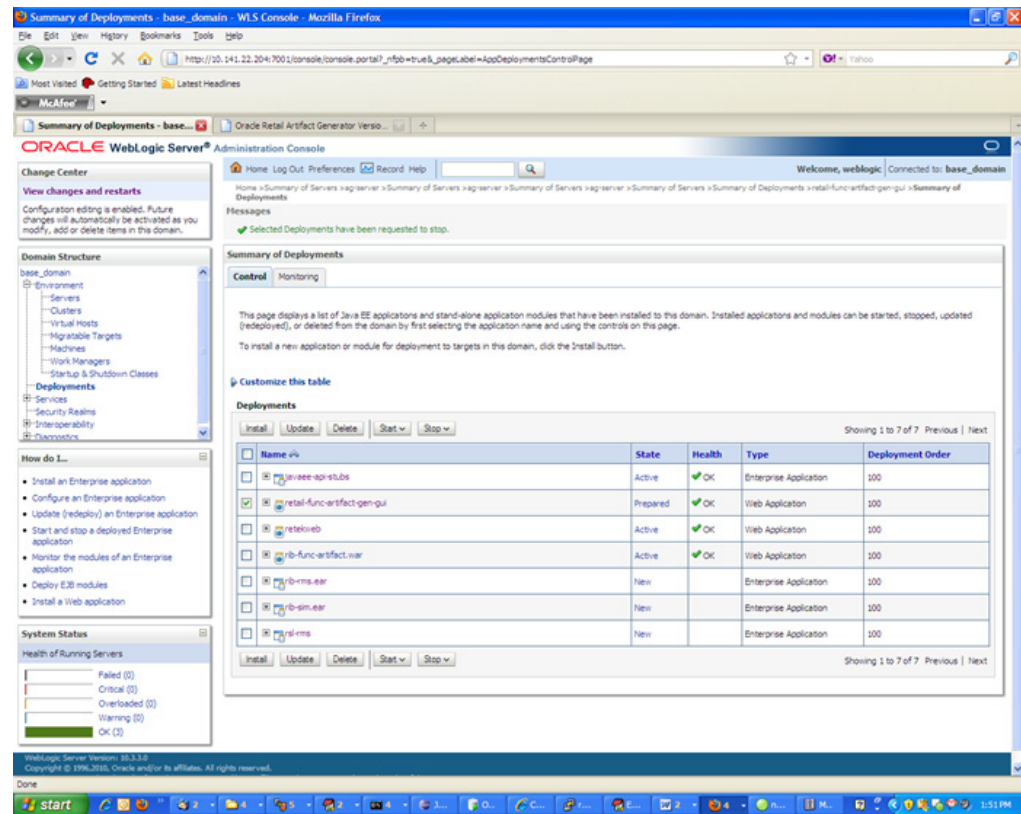 Summary of Deployments - base_domain - WLS Console - Mozilla Firefox
File Edit View History Bookmarks Tools Help
http://10.141.22.204:7001/console/console.portal?_nfpb=true&_pageLabel=AppDeploymentsControlPage
Yahoo
Most Visited Getting Started Latest Headlines
McAfee
Summary of Deployments - base...
Oracle Retail Artifact Generator Versio...
ORACLE WebLogic Server® Administration Console
Change Center
View changes and restarts
Configuration editing is enabled. Future
changes will automatically be activated as you
modify, add or delete items in this domain.
Domain Structure
base_domain
Environment
Servers
Clusters
Virtual Hosts
Migratable Targets
Machines
Work Managers
Startup & Shutdown Classes
Deployments
Services
Security Realms
Interoperability
Diagnostics
How do I...
Install an Enterprise application
Configure an Enterprise application
Update (redeploy) an Enterprise application
Start and stop a deployed Enterprise
application
Monitor the modules of an Enterprise
application
Deploy EJB modules
Install a Web application
System Status
Health of Running Servers
Failed (0)
Critical (0)
Overloaded (0)
Warning (0)
OK (3)
Home Log Out Preferences Record Help
Welcome, weblogic Connected to: base_domain
Home >Summary of Servers >ag-server >Summary of Servers >ag-server >Summary of Servers >ag-server >Summary of Servers >Summary of Deployments >retail-func-artifact-gen-gui >Summary of
Deployments
Messages
Selected Deployments have been requested to stop.
Summary of Deployments
Control Monitoring
This page displays a list of Java EE applications and stand-alone application modules that have been installed to this domain. Installed applications and modules can be started, stopped, updated
(redeployed), or deleted from the domain by first selecting the application name and using the controls on this page.
To install a new application or module for deployment to targets in this domain, click the Install button.
Customize this table
Deployments
Install Update Delete Start Stop
Showing 1 to 7 of 7 Previous | Next
Name State Health Type Deployment Order
javaee-api-stubs Active OK Enterprise Application 100
retail-func-artifact-gen-gui Prepared OK Web Application 100
retekweb Active OK Web Application 100
rib-func-artifact.war Active OK Web Application 100
rib-rms.ear New Enterprise Application 100
rib-sim.ear New Enterprise Application 100
rsl-rms New Enterprise Application 100
Install Update Delete Start Stop
Showing 1 to 7 of 7 Previous | Next
WebLogic Server Version: 10.3.3.0
Copyright © 1996,2010, Oracle and/or its affiliates. All rights reserved.
Done
start 2 4 5 2 4 3... O... C... r... E... 2 4 n... M... 1:51 PM